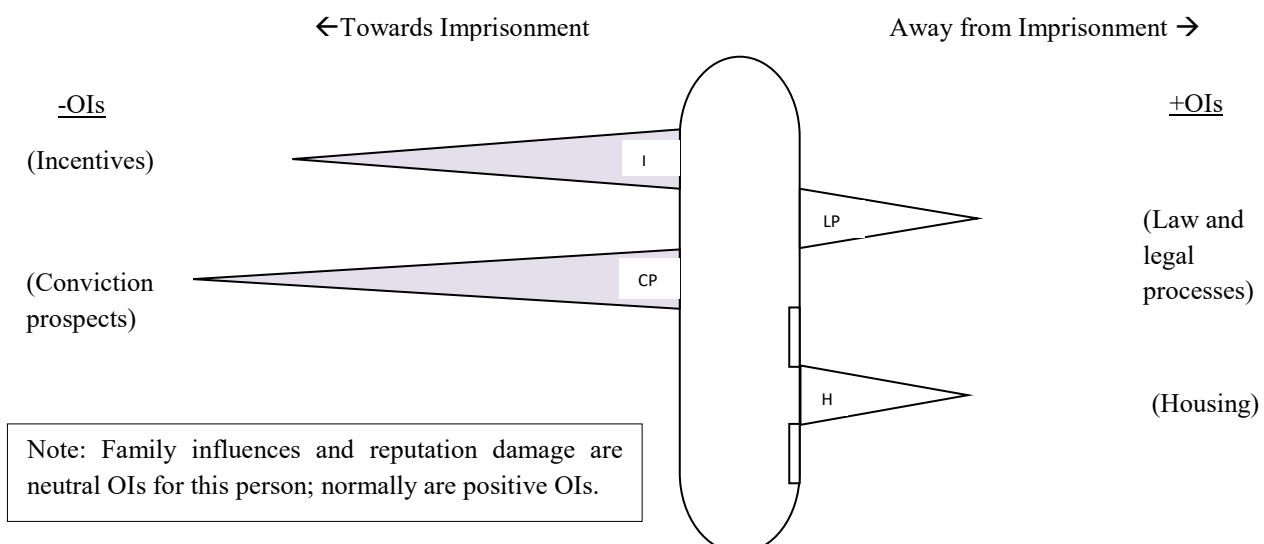 ←Towards Imprisonment
Away from Imprisonment →
-OIs
+OIs
(Incentives)
I
LP
(Law and
legal
processes)
(Conviction
prospects)
CP
H
(Housing)
Note: Family influences and reputation damage are
neutral OIs for this person; normally are positive OIs.